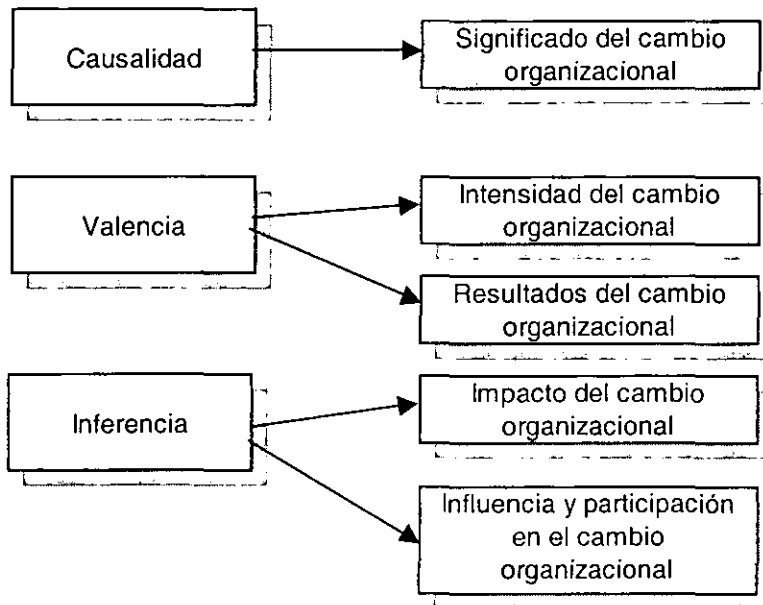 Causalidad
Significado del cambio
organizacional
Valencia
Intensidad del cambio
organizacional
Resultados del cambio
organizacional
Inferencia
Impacto del cambio
organizacional
Influencia y participación
en el cambio
organizacional